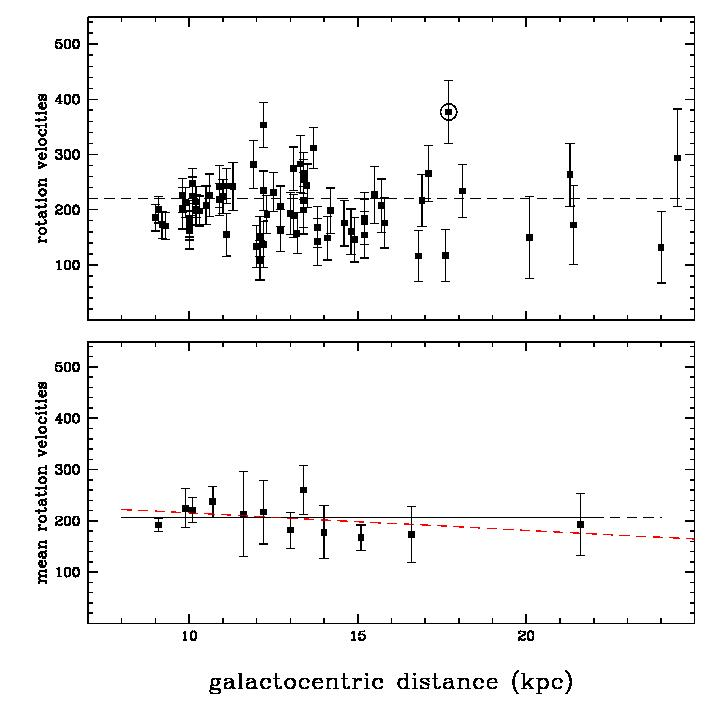 500
400
300
200
100
rotation velocities
500
400
300
200
100
mean rotation velocities
10 15 20
galactocentric distance (kpc)